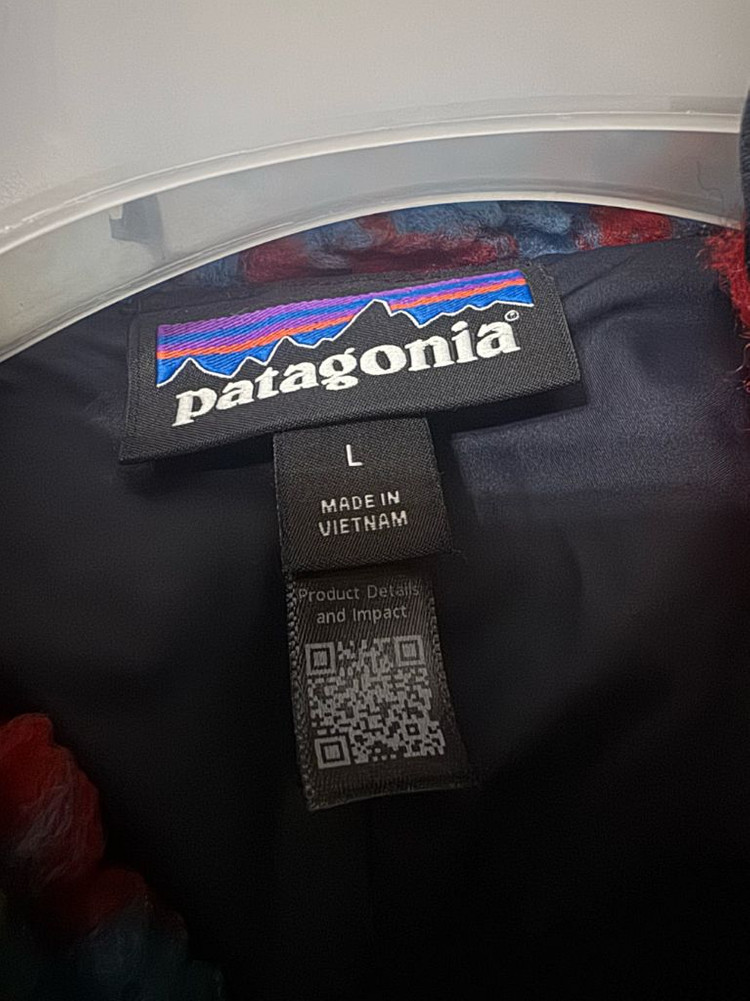 patagonia®
L
MADE IN
VIETNAM
Product Details
and Impact